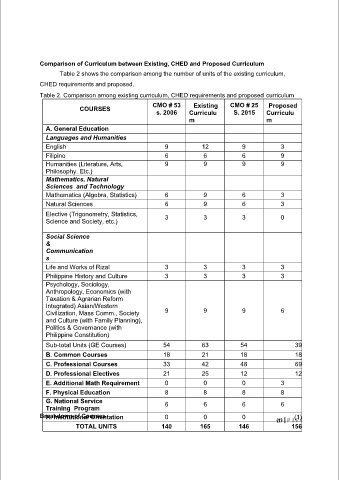 Comparison of Curriculum between Existing, CHED and Proposed Curriculum
Table 2 shows the comparison among the number of units of the existing curriculum,
CHED requirements and proposed.
Table 2. Comparison among existing curriculum, CHED requirements and proposed curriculum
COURSES CMO # 53 s. 2006 Existing Curriculu m CMO # 25 S. 2015 Proposed Curriculu m
A. General Education
Languages and Humanities
English 9 12 9 3
Filipino 6 6 6 9
Humanities (Literature, Arts, Philosophy. Etc.) 9 9 9 9
Mathematics, Natural
Sciences and Technology
Mathematics (Algebra, Statistics) 6 9 6 3
Natural Sciences 6 9 6 3
Elective (Trigonometry, Statistics, Science and Society, etc.) 3 3 3 0
Social Science
&
Communication
s
Life and Works of Rizal 3 3 3 3
Philippine History and Culture 3 3 3 3
Psychology, Sociology,
Anthropology, Economics (with
Taxation & Agrarian Reform
Integrated) Asian/Western
Civilization, Mass Comm., Society
and Culture (with Family Planning),
Politics & Governance (with
Philippine Constitution) 9 9 9 6
Sub-total Units (GE Courses) 54 63 54 39
B. Common Courses 18 21 18 18
C. Professional Courses 33 42 48 69
D. Professional Electives 21 25 12 12
E. Additional Math Requirement 0 0 0 3
F. Physical Education 8 8 8 8
G. National Service
Training Program 6 6 6 6
Orientation 0 0 0 (1)
TOTAL UNITS 140 165 146 156